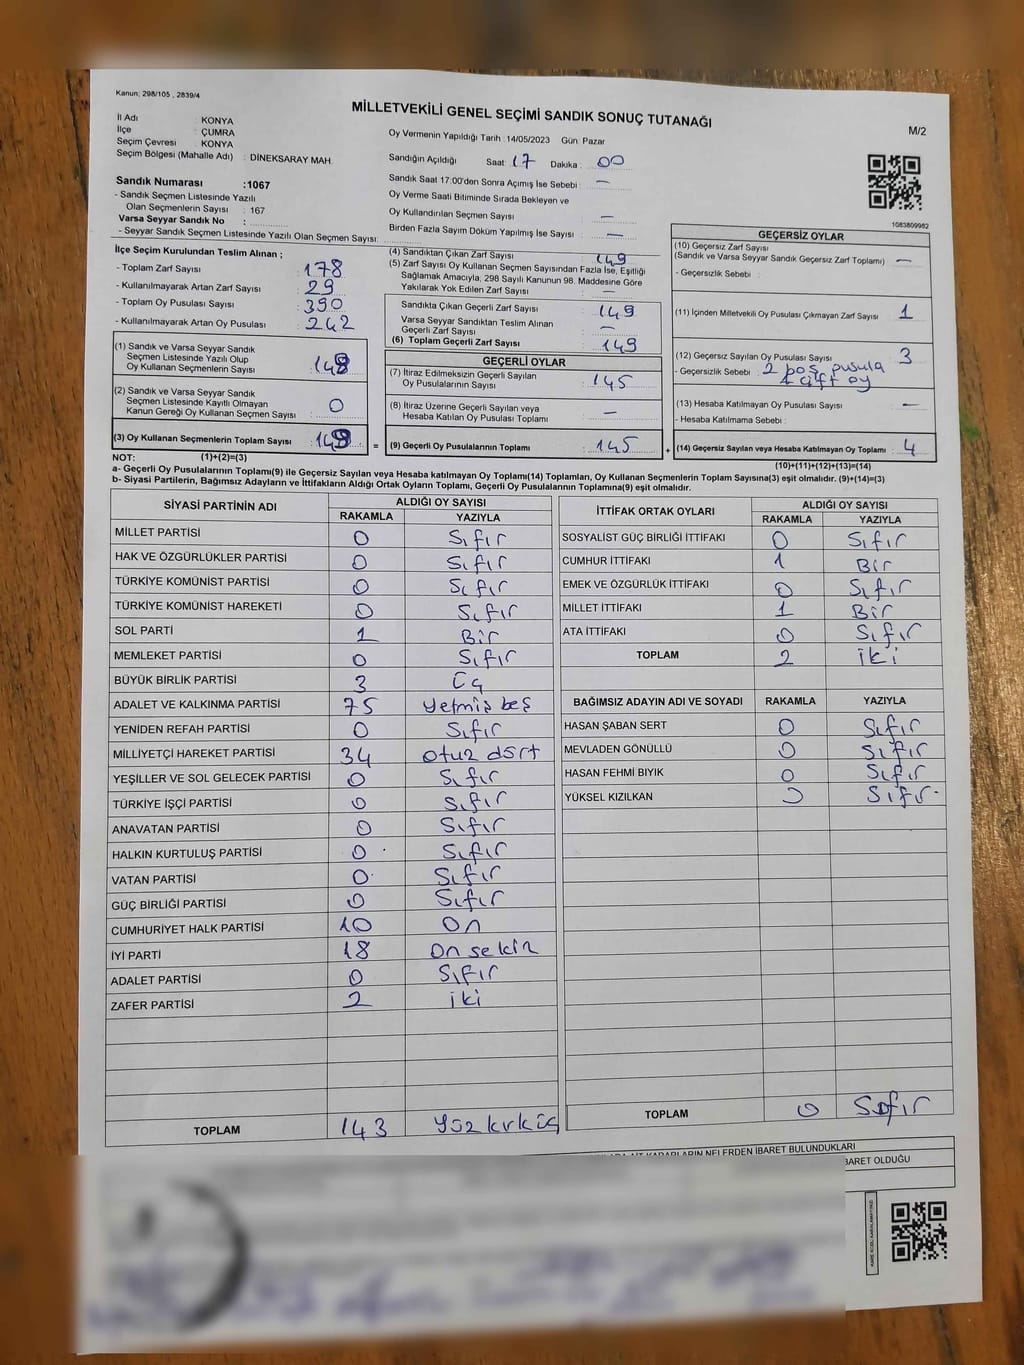 Kanun: 298/105 , 2839/4
MİLLETVEKİLİ GENEL SEÇİMİ SANDIK SONUÇ TUTANAĞI
M/2
İl Adı KONYA
İlçe ÇUMRA
Seçim Çevresi KONYA
Seçim Bölgesi (Mahalle Adı) : DİNEKSARAY MAH.
Sandık Numarası :1067
- Sandık Seçmen Listesinde Yazılı
Olan Seçmenlerin Sayısı : 167
Varsa Seyyar Sandık No :
- Seyyar Sandık Seçmen Listesinde Yazılı Olan Seçmen Sayısı:
Oy Vermenin Yapıldığı Tarih :14/05/2023 Gün: Pazar
Sandığın Açıldığı Saat: 17 Dakika : 00
Sandık Saat 17:00'den Sonra Açımış İse Sebebi : —
Oy Verme Saati Bitiminde Sırada Bekleyen ve
Oy Kullandırılan Seçmen Sayısı : —
Birden Fazla Sayım Döküm Yapılmış İse Sayısı : —
1083809982
İlçe Seçim Kurulundan Teslim Alınan ;
- Toplam Zarf Sayısı : 178
- Kullanılmayarak Artan Zarf Sayısı : 29
- Toplam Oy Pusulası Sayısı : 390
- Kullanılmayarak Artan Oy Pusulası : 242
(1) Sandık ve Varsa Seyyar Sandık
Seçmen Listesinde Yazılı Olup
Oy Kullanan Seçmenlerin Sayısı :
(2) Sandık ve Varsa Seyyar Sandık
Seçmen Listesinde Kayıtlı Olmayan
Kanun Gereği Oy Kullanan Seçmen Sayısı : 0
(3) Oy Kullanan Seçmenlerin Toplam Sayısı :
(4) Sandıktan Çıkan Zarf Sayısı : 149
(5) Zarf Sayısı Oy Kullanan Seçmen Sayısından Fazla İse, Eşitliği
Sağlamak Amacıyla, 298 Sayılı Kanunun 98. Maddesine Göre
Yakılarak Yok Edilen Zarf Sayısı : —
Sandıkta Çıkan Geçerli Zarf Sayısı : 149
Varsa Seyyar Sandıktan Teslim Alınan
Geçerli Zarf Sayısı : —
(6) Toplam Geçerli Zarf Sayısı : 149
GEÇERLİ OYLAR
(7) İtiraz Edilmeksizin Geçerli Sayılan
Oy Pusulalarının Sayısı : 145
(8) İtiraz Üzerine Geçerli Sayılan veya
Hesaba Katılan Oy Pusulası Toplamı : —
= (9) Geçerli Oy Pusulalarının Toplamı : 145
GEÇERSİZ OYLAR
(10) Geçersiz Zarf Sayısı
(Sandık ve Varsa Seyyar Sandık Geçersiz Zarf Toplamı) : —
- Geçersizlik Sebebi :
(11) İçinden Milletvekili Oy Pusulası Çıkmayan Zarf Sayısı : 1
(12) Geçersiz Sayılan Oy Pusulası Sayısı : 3
- Geçersizlik Sebebi : 2 boş pusula
1 çift oy
(13) Hesaba Katılmayan Oy Pusulası Sayısı : —
- Hesaba Katılmama Sebebi :
+ (14) Geçersiz Sayılan veya Hesaba Katılmayan Oy Toplamı : 4
NOT: (1)+(2)=(3)
(10)+(11)+(12)+(13)=(14)
a- Geçerli Oy Pusulalarının Toplamı(9) ile Geçersiz Sayılan veya Hesaba katılmayan Oy Toplamı(14) Toplamları, Oy Kullanan Seçmenlerin Toplam Sayısına(3) eşit olmalıdır. (9)+(14)=(3)
b- Siyasi Partilerin, Bağımsız Adayların ve İttifakların Aldığı Ortak Oyların Toplamı, Geçerli Oy Pusulalarının Toplamına(9) eşit olmalıdır.
SİYASİ PARTİNİN ADI ALDIĞI OY SAYISI
RAKAMLA YAZIYLA
MİLLET PARTİSİ 0 Sıfır
HAK VE ÖZGÜRLÜKLER PARTİSİ 0 Sıfır
TÜRKİYE KOMÜNİST PARTİSİ 0 Sıfır
TÜRKİYE KOMÜNİST HAREKETİ 0 Sıfır
SOL PARTİ 1 Bir
MEMLEKET PARTİSİ 0 Sıfır
BÜYÜK BİRLİK PARTİSİ 3 üç
ADALET VE KALKINMA PARTİSİ 75 yetmiş beş
YENİDEN REFAH PARTİSİ 0 Sıfır
MİLLİYETÇİ HAREKET PARTİSİ 34 otuz dört
YEŞİLLER VE SOL GELECEK PARTİSİ 0 Sıfır
TÜRKİYE İŞÇİ PARTİSİ 0 Sıfır
ANAVATAN PARTİSİ 0 Sıfır
HALKIN KURTULUŞ PARTİSİ 0 Sıfır
VATAN PARTİSİ 0 Sıfır
GÜÇ BİRLİĞİ PARTİSİ 0 Sıfır
CUMHURİYET HALK PARTİSİ 10 On
İYİ PARTİ 18 On sekiz
ADALET PARTİSİ 0 Sıfır
ZAFER PARTİSİ 2 iki
TOPLAM 143 Yüz kırk üç
İTTİFAK ORTAK OYLARI ALDIĞI OY SAYISI
RAKAMLA YAZIYLA
SOSYALİST GÜÇ BİRLİĞİ İTTİFAKI 0 Sıfır
CUMHUR İTTİFAKI 1 Bir
EMEK VE ÖZGÜRLÜK İTTİFAKI 0 Sıfır
MİLLET İTTİFAKI 1 Bir
ATA İTTİFAKI 0 Sıfır
TOPLAM 2 iki
BAĞIMSIZ ADAYIN ADI VE SOYADI RAKAMLA YAZIYLA
HASAN ŞABAN SERT 0 Sıfır
MEVLADEN GÖNÜLLÜ 0 Sıfır
HASAN FEHMİ BIYIK 0 Sıfır
YÜKSEL KIZILKAN 0 Sıfır
TOPLAM 0 Sıfır
KARARLARIN NELERDEN İBARET BULUNDUKLARI
BARET OLDUĞU